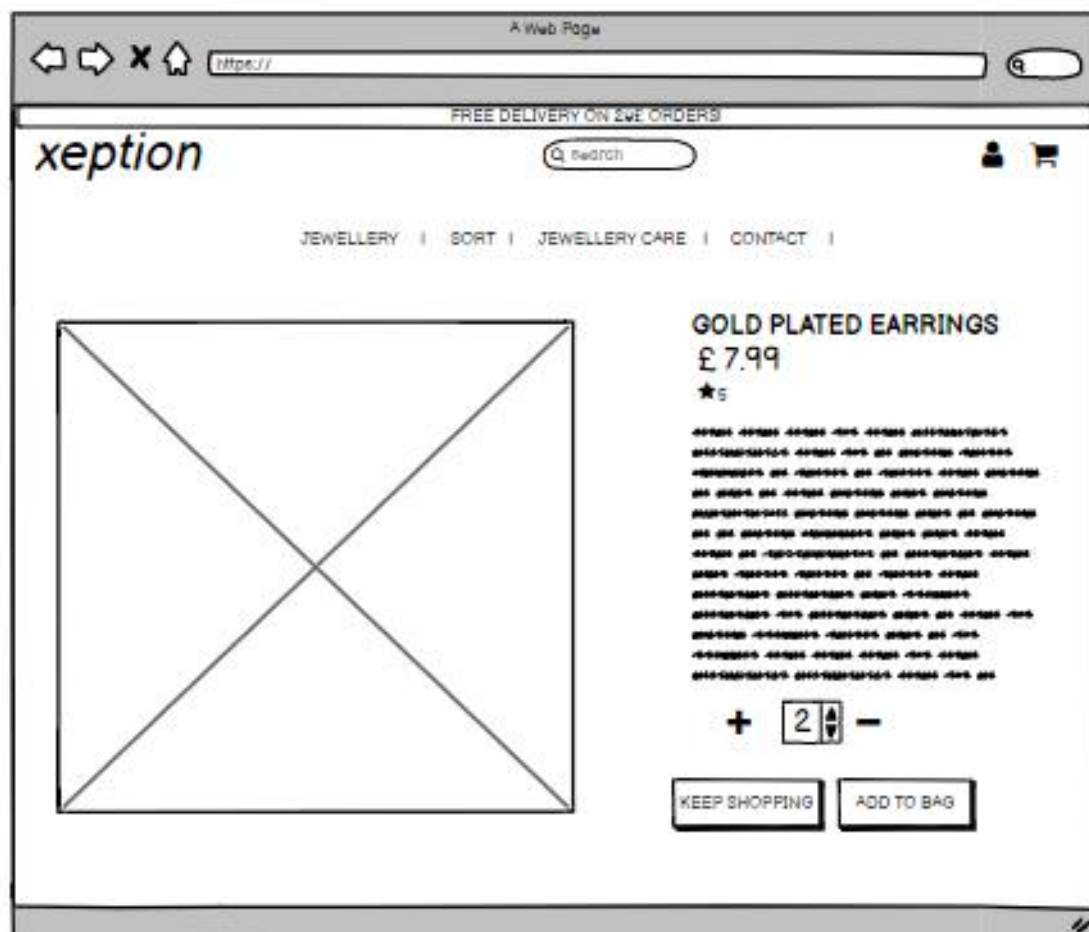 A Web Page
https://
FREE DELIVERY ON ORDERS!
xeption
search
JEWELLERY | SORT | JEWELLERY CARE | CONTACT |
GOLD PLATED EARRINGS
£7.99
★5
+ 2 −
KEEP SHOPPING ADD TO BAG